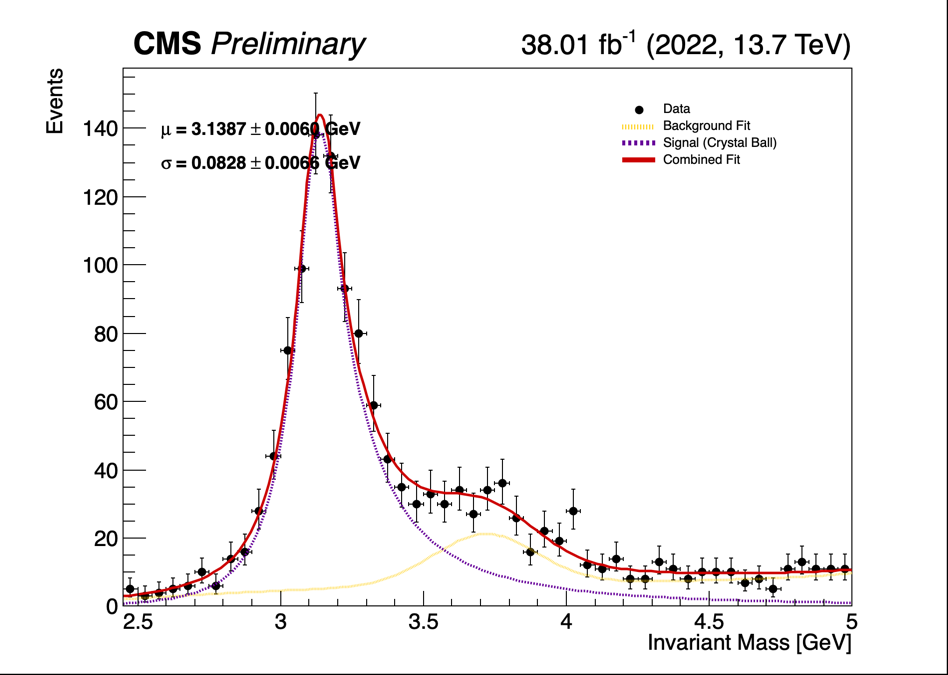 CMS Preliminary 38.01 fb⁻¹ (2022, 13.7 TeV)
Events
μ = 3.1387 ± 0.0060 GeV
σ = 0.0828 ± 0.0066 GeV
Data
Background Fit
Signal (Crystal Ball)
Combined Fit
140
120
100
80
60
40
20
0
2.5 3 3.5 4 4.5 5
Invariant Mass [GeV]